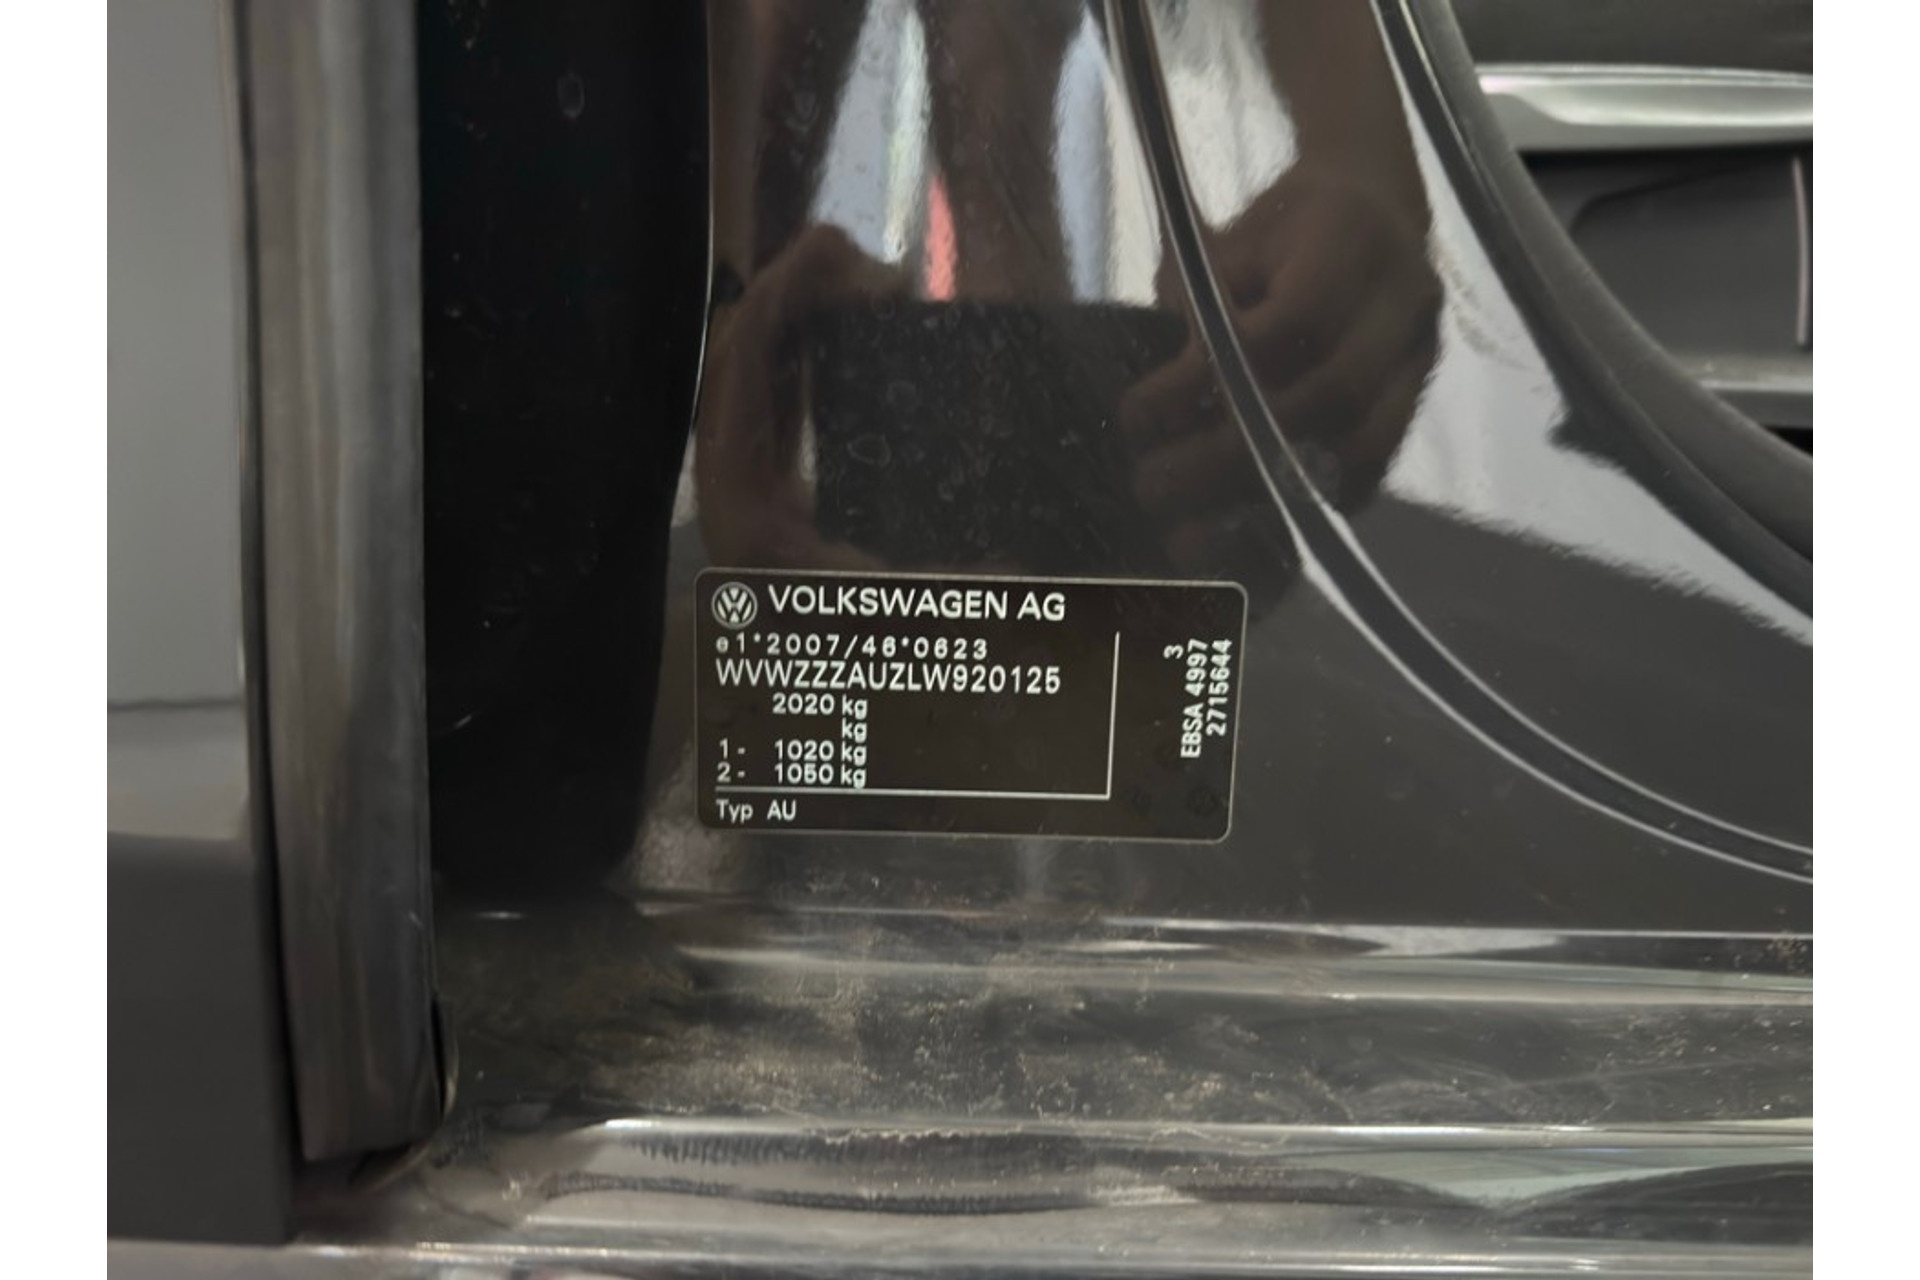 VOLKSWAGEN AG
e1*2007/46*0623
WVWZZZAUZLW920125
2020 kg
kg
1 - 1020 kg
2 - 1050 kg
Typ AU
3
EBSA 4997
2715644